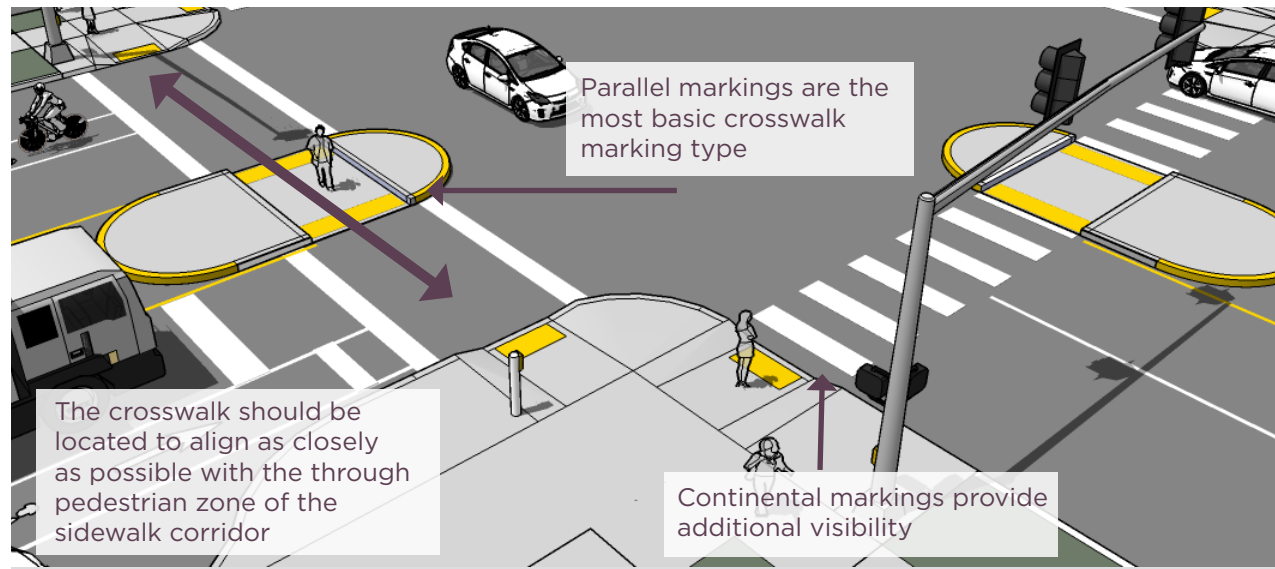 Parallel markings are the
most basic crosswalk
marking type
The crosswalk should be
located to align as closely
as possible with the through
pedestrian zone of the
sidewalk corridor
Continental markings provide
additional visibility